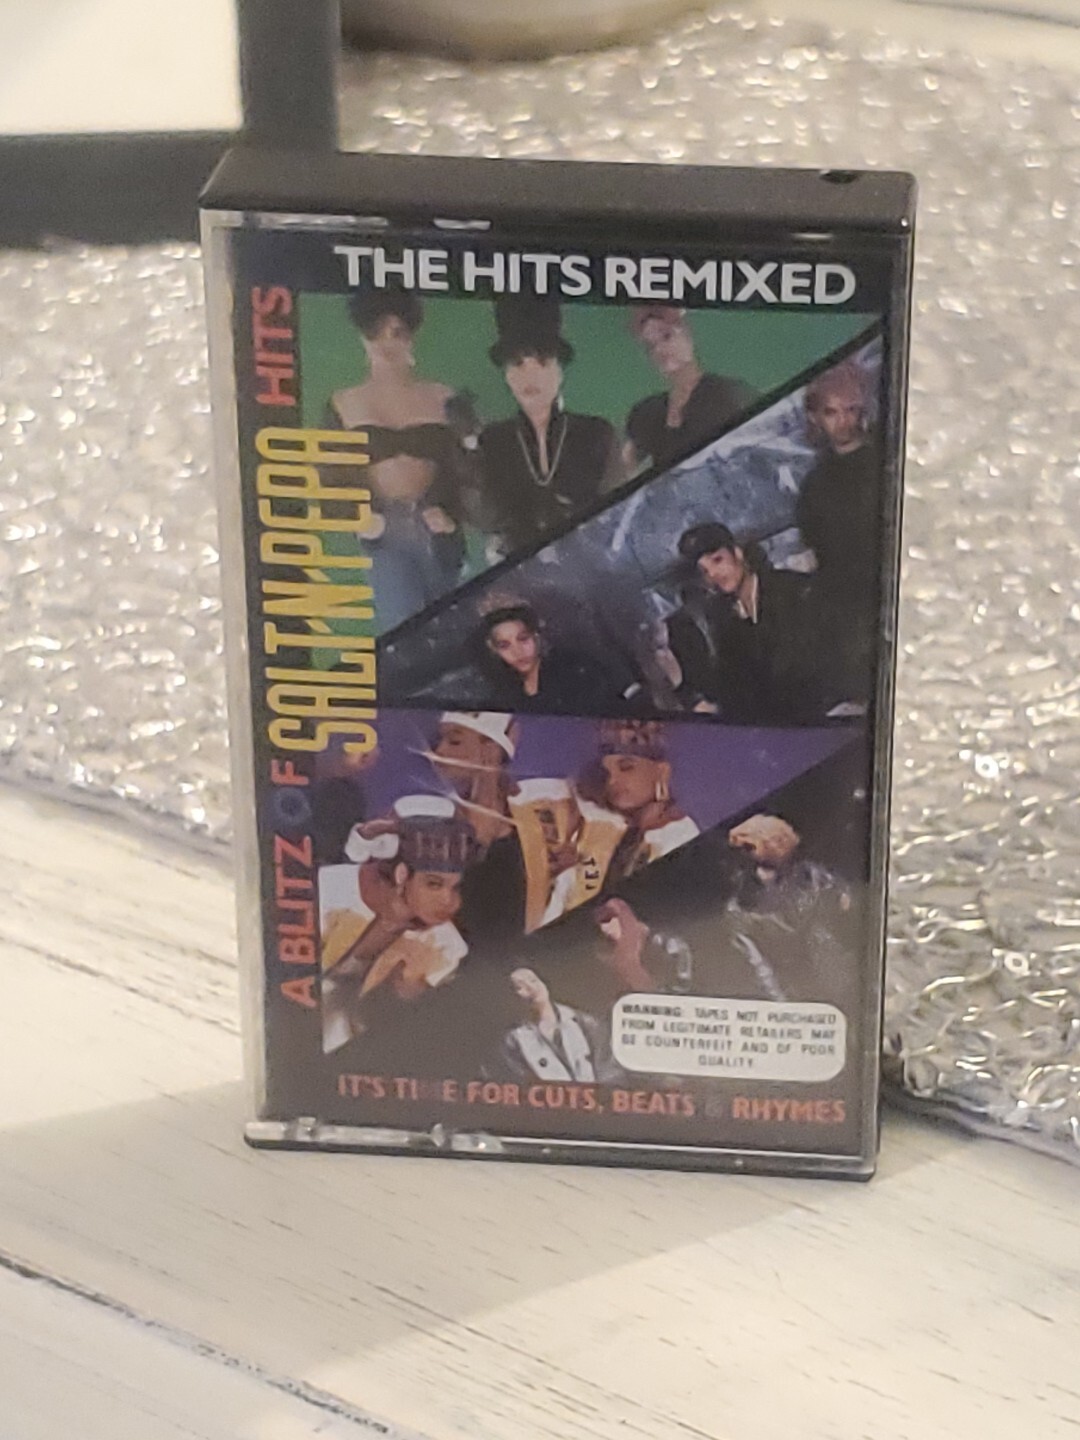 THE HITS REMIXED
A BLITZ OF SALT-N-PEPA HITS
WARNING: TAPES NOT PURCHASED
FROM LEGITIMATE RETAILERS MAY
BE COUNTERFEIT AND OF POOR
QUALITY
IT'S TIME FOR CUTS, BEATS & RHYMES